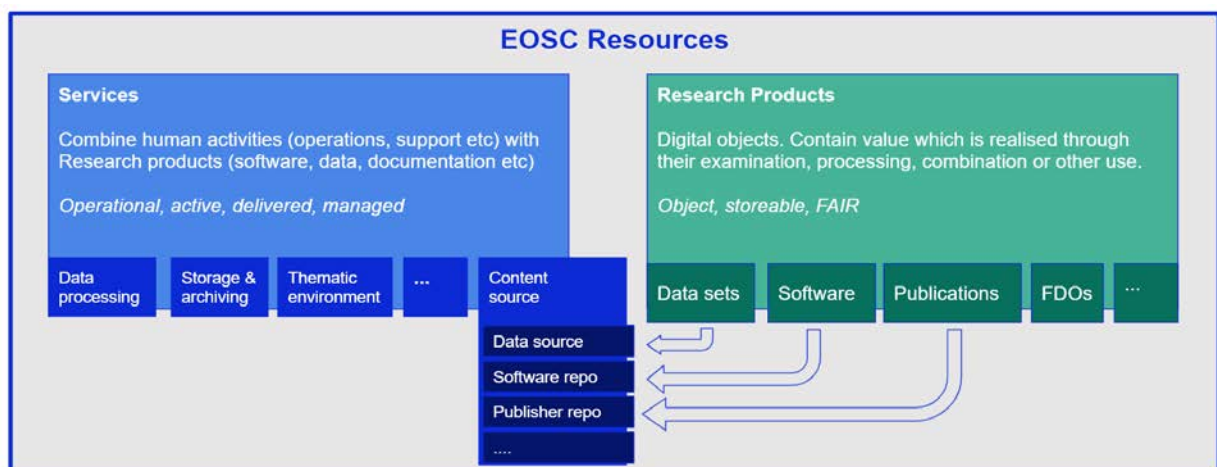 EOSC Resources
Services
Combine human activities (operations, support etc) with
Research products (software, data, documentation etc)
Operational, active, delivered, managed
Data
processing
Storage &
archiving
Thematic
environment
...
Content
source
Data source
Software repo
Publisher repo
....
Research Products
Digital objects. Contain value which is realised through
their examination, processing, combination or other use.
Object, storeable, FAIR
Data sets
Software
Publications
FDOs
...